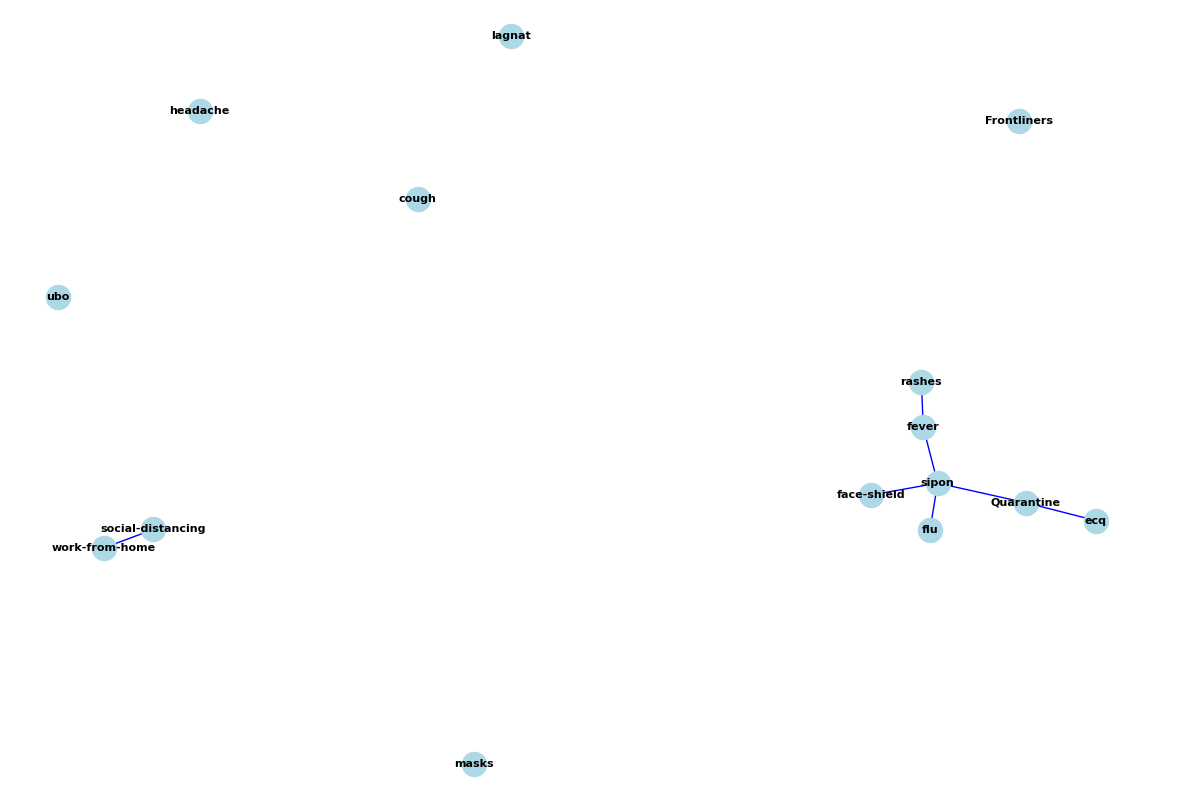 lagnat
headache
Frontliners
cough
ubo
rashes
fever
sipon
face-shield
Quarantine
ecq
flu
social-distancing
work-from-home
masks